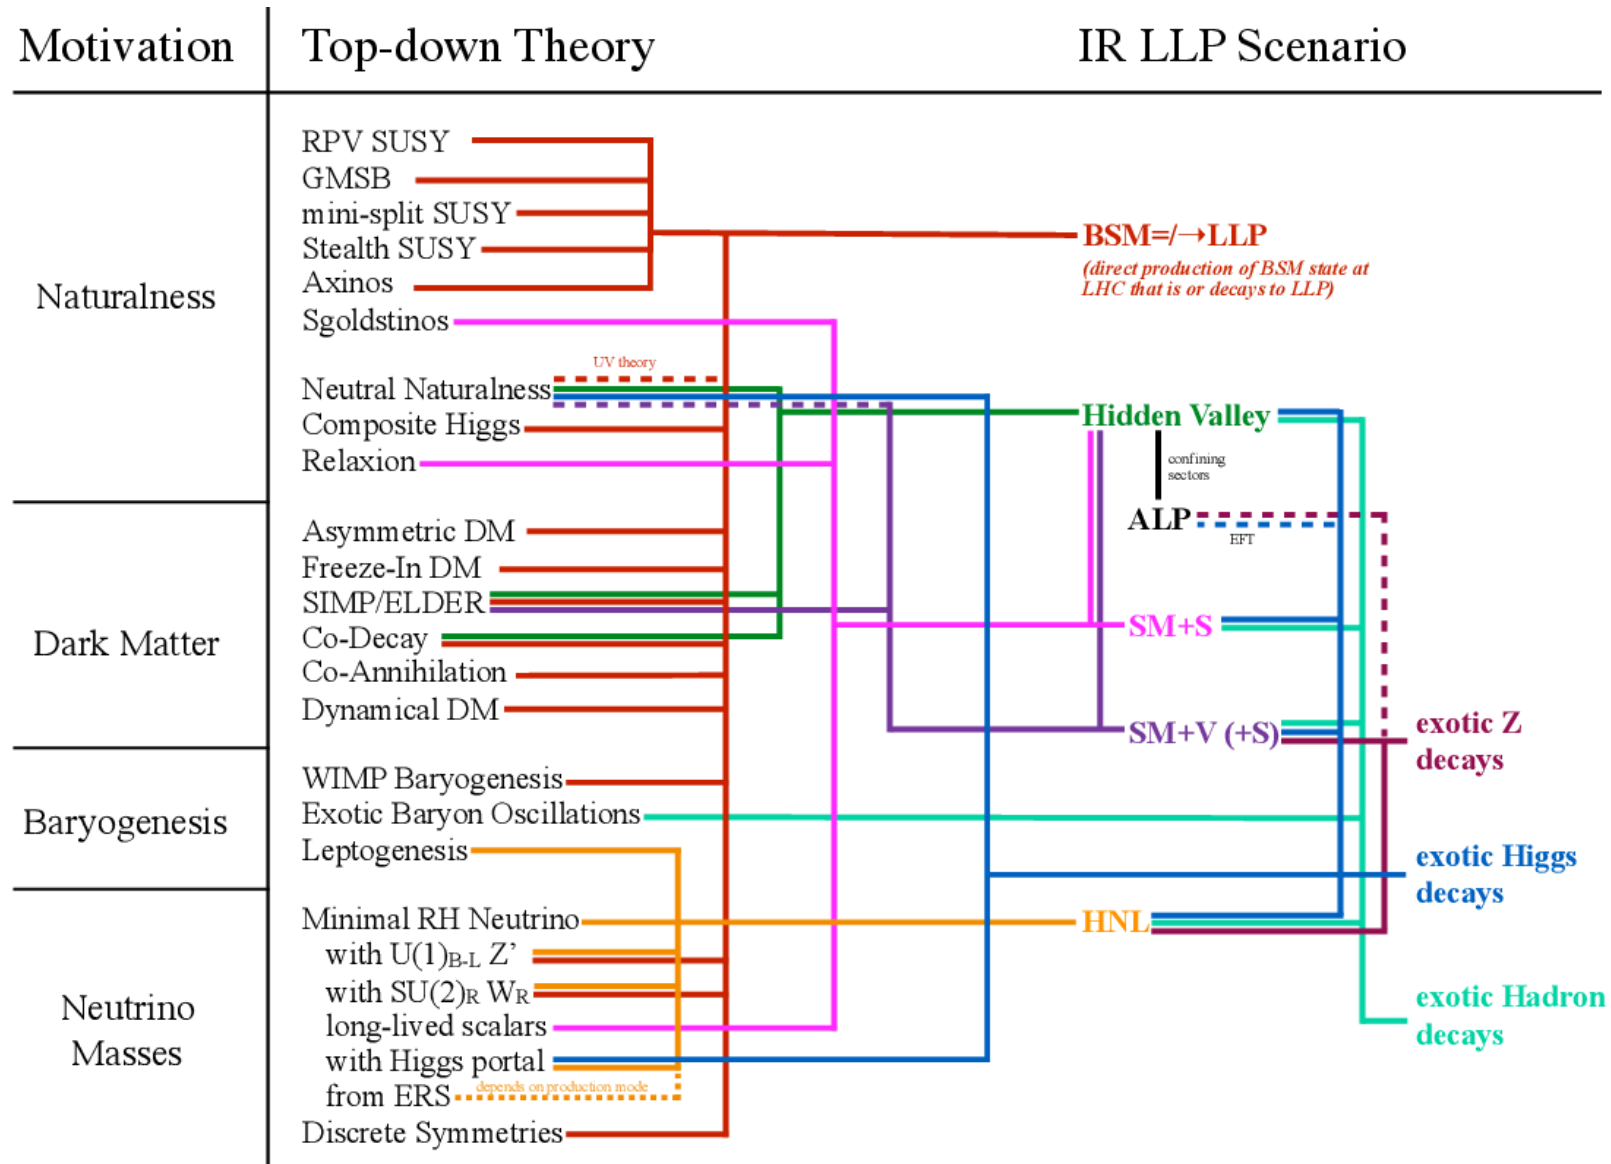 Motivation
Top-down Theory
IR LLP Scenario
Naturalness
RPV SUSY
GMSB
mini-split SUSY
Stealth SUSY
Axinos
Sgoldstinos
UV theory
Neutral Naturalness
Composite Higgs
Relaxion
Dark Matter
Asymmetric DM
Freeze-In DM
SIMP/ELDER
Co-Decay
Co-Annihilation
Dynamical DM
Baryogenesis
WIMP Baryogenesis
Exotic Baryon Oscillations
Leptogenesis
Neutrino
Masses
Minimal RH Neutrino
with U(1)B-L Z’
with SU(2)R WR
long-lived scalars
with Higgs portal
from ERS
depends on production mode
Discrete Symmetries
BSM=/→LLP
(direct production of BSM state at
LHC that is or decays to LLP)
Hidden Valley
confining
sectors
ALP
EFT
SM+S
SM+V (+S)
HNL
exotic Z
decays
exotic Higgs
decays
exotic Hadron
decays